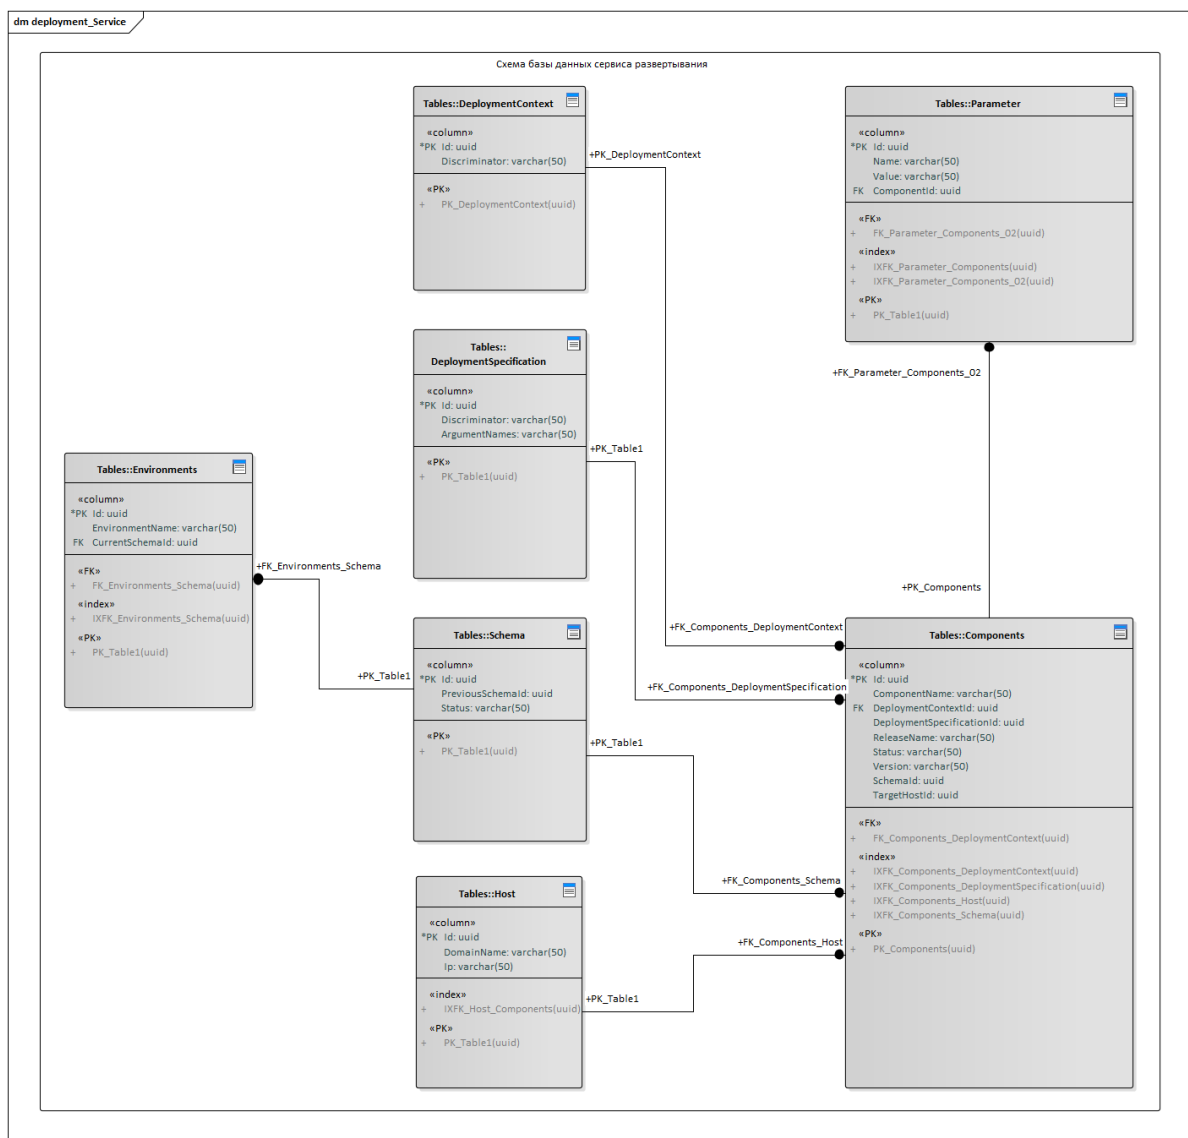 dm deployment_Service
Схема базы данных сервиса развертывания
Tables::DeploymentContext
«column»
*PK Id: uuid
Discriminator: varchar(50)
«PK»
+ PK_DeploymentContext(uuid)
+PK_DeploymentContext
Tables::Parameter
«column»
*PK Id: uuid
Name: varchar(50)
Value: varchar(50)
FK ComponentId: uuid
«FK»
+ FK_Parameter_Components_02(uuid)
«index»
+ IXFK_Parameter_Components(uuid)
+ IXFK_Parameter_Components_02(uuid)
«PK»
+ PK_Table1(uuid)
+FK_Parameter_Components_02
+PK_Components
Tables::
DeploymentSpecification
«column»
*PK Id: uuid
Discriminator: varchar(50)
ArgumentNames: varchar(50)
«PK»
+ PK_Table1(uuid)
+PK_Table1
Tables::Environments
«column»
*PK Id: uuid
EnvironmentName: varchar(50)
FK CurrentSchemaId: uuid
«FK»
+ FK_Environments_Schema(uuid)
«index»
+ IXFK_Environments_Schema(uuid)
«PK»
+ PK_Table1(uuid)
+FK_Environments_Schema
+PK_Table1
Tables::Schema
«column»
*PK Id: uuid
PreviousSchemaId: uuid
Status: varchar(50)
«PK»
+ PK_Table1(uuid)
+PK_Table1
+FK_Components_DeploymentContext
+FK_Components_DeploymentSpecification
+FK_Components_Schema
+FK_Components_Host
Tables::Components
«column»
*PK Id: uuid
ComponentName: varchar(50)
FK DeploymentContextId: uuid
DeploymentSpecificationId: uuid
ReleaseName: varchar(50)
Status: varchar(50)
Version: varchar(50)
SchemaId: uuid
TargetHostId: uuid
«FK»
+ FK_Components_DeploymentContext(uuid)
«index»
+ IXFK_Components_DeploymentContext(uuid)
+ IXFK_Components_DeploymentSpecification(uuid)
+ IXFK_Components_Host(uuid)
+ IXFK_Components_Schema(uuid)
«PK»
+ PK_Components(uuid)
Tables::Host
«column»
*PK Id: uuid
DomainName: varchar(50)
Ip: varchar(50)
«index»
+ IXFK_Host_Components(uuid)
«PK»
+ PK_Table1(uuid)
+PK_Table1